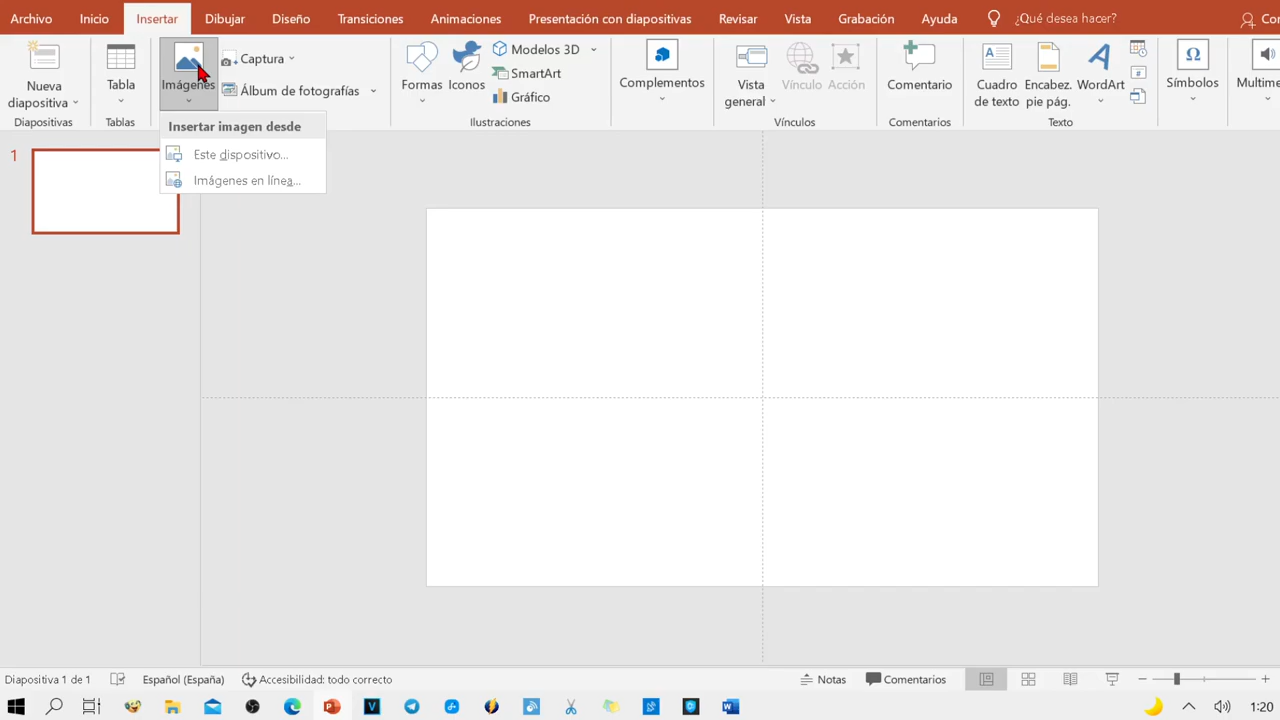 Archivo Inicio Insertar Dibujar Diseño Transiciones Animaciones Presentación con diapositivas Revisar Vista Grabación Ayuda ¿Qué desea hacer?
Nueva diapositiva
Diapositivas
Tabla
Tablas
Imágenes
Captura
Álbum de fotografías
Insertar imagen desde
Este dispositivo...
Imágenes en línea...
Formas
Iconos
Modelos 3D
SmartArt
Gráfico
Ilustraciones
Complementos
Vista general
Vínculo
Acción
Vínculos
Comentario
Comentarios
Cuadro de texto
Encabez. pie pág.
WordArt
Texto
Símbolos
1
Diapositiva 1 de 1 Español (España) Accesibilidad: todo correcto Notas Comentarios
1:20